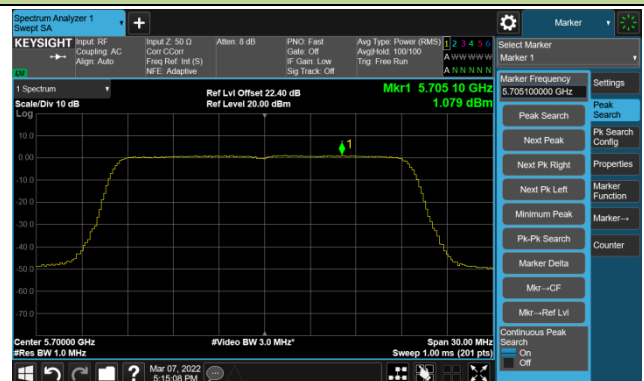 Spectrum Analyzer 1
Swept SA
+
Marker
KEYSIGHT
Input: RF
Coupling: AC
Align: Auto
Input Z: 50 Ω
Corr CCorr
Freq Ref: Int (S)
NFE: Adaptive
Atten: 8 dB
PNO: Fast
Gate: Off
IF Gain: Low
Sig Track: Off
Avg Type: Power (RMS)
Avg|Hold: 100/100
Trig: Free Run
1 2 3 4 5 6
A W W W W W
A N N N N N
LXI
Select Marker
Marker 1
1 Spectrum
Scale/Div 10 dB
Log
Ref Lvl Offset 22.40 dB
Ref Level 20.00 dBm
Mkr1 5.705 10 GHz
1.079 dBm
10.0
0.00
-10.0
-20.0
-30.0
-40.0
-50.0
-60.0
-70.0
1
Center 5.70000 GHz
#Res BW 1.0 MHz
#Video BW 3.0 MHz*
Span 30.00 MHz
Sweep 1.00 ms (201 pts)
Marker Frequency
5.705100000 GHz
Peak Search
Next Peak
Next Pk Right
Next Pk Left
Minimum Peak
Pk-Pk Search
Marker Delta
Mkr→CF
Mkr→Ref Lvl
Continuous Peak
Search
On
Off
Settings
Peak
Search
Pk Search
Config
Properties
Marker
Function
Marker→
Counter
?
Mar 07, 2022
5:15:08 PM